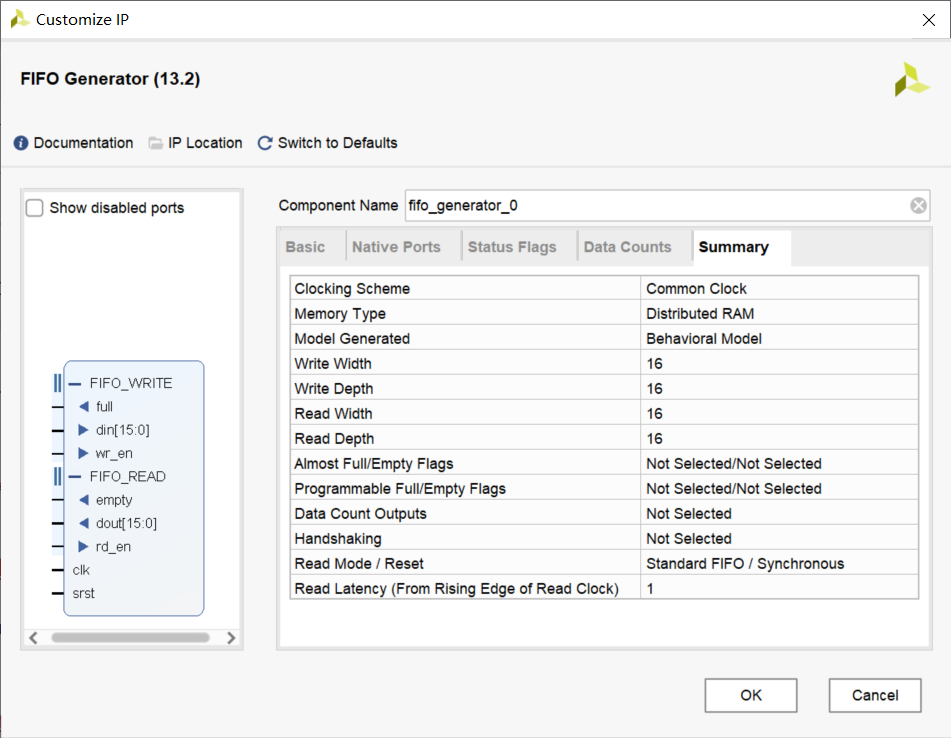 Customize IP
FIFO Generator (13.2)
Documentation IP Location Switch to Defaults
Show disabled ports
FIFO_WRITE
full
din[15:0]
wr_en
FIFO_READ
empty
dout[15:0]
rd_en
clk
srst
Component Name fifo_generator_0
Basic Native Ports Status Flags Data Counts Summary
Clocking Scheme Common Clock
Memory Type Distributed RAM
Model Generated Behavioral Model
Write Width 16
Write Depth 16
Read Width 16
Read Depth 16
Almost Full/Empty Flags Not Selected/Not Selected
Programmable Full/Empty Flags Not Selected/Not Selected
Data Count Outputs Not Selected
Handshaking Not Selected
Read Mode / Reset Standard FIFO / Synchronous
Read Latency (From Rising Edge of Read Clock) 1
OK Cancel